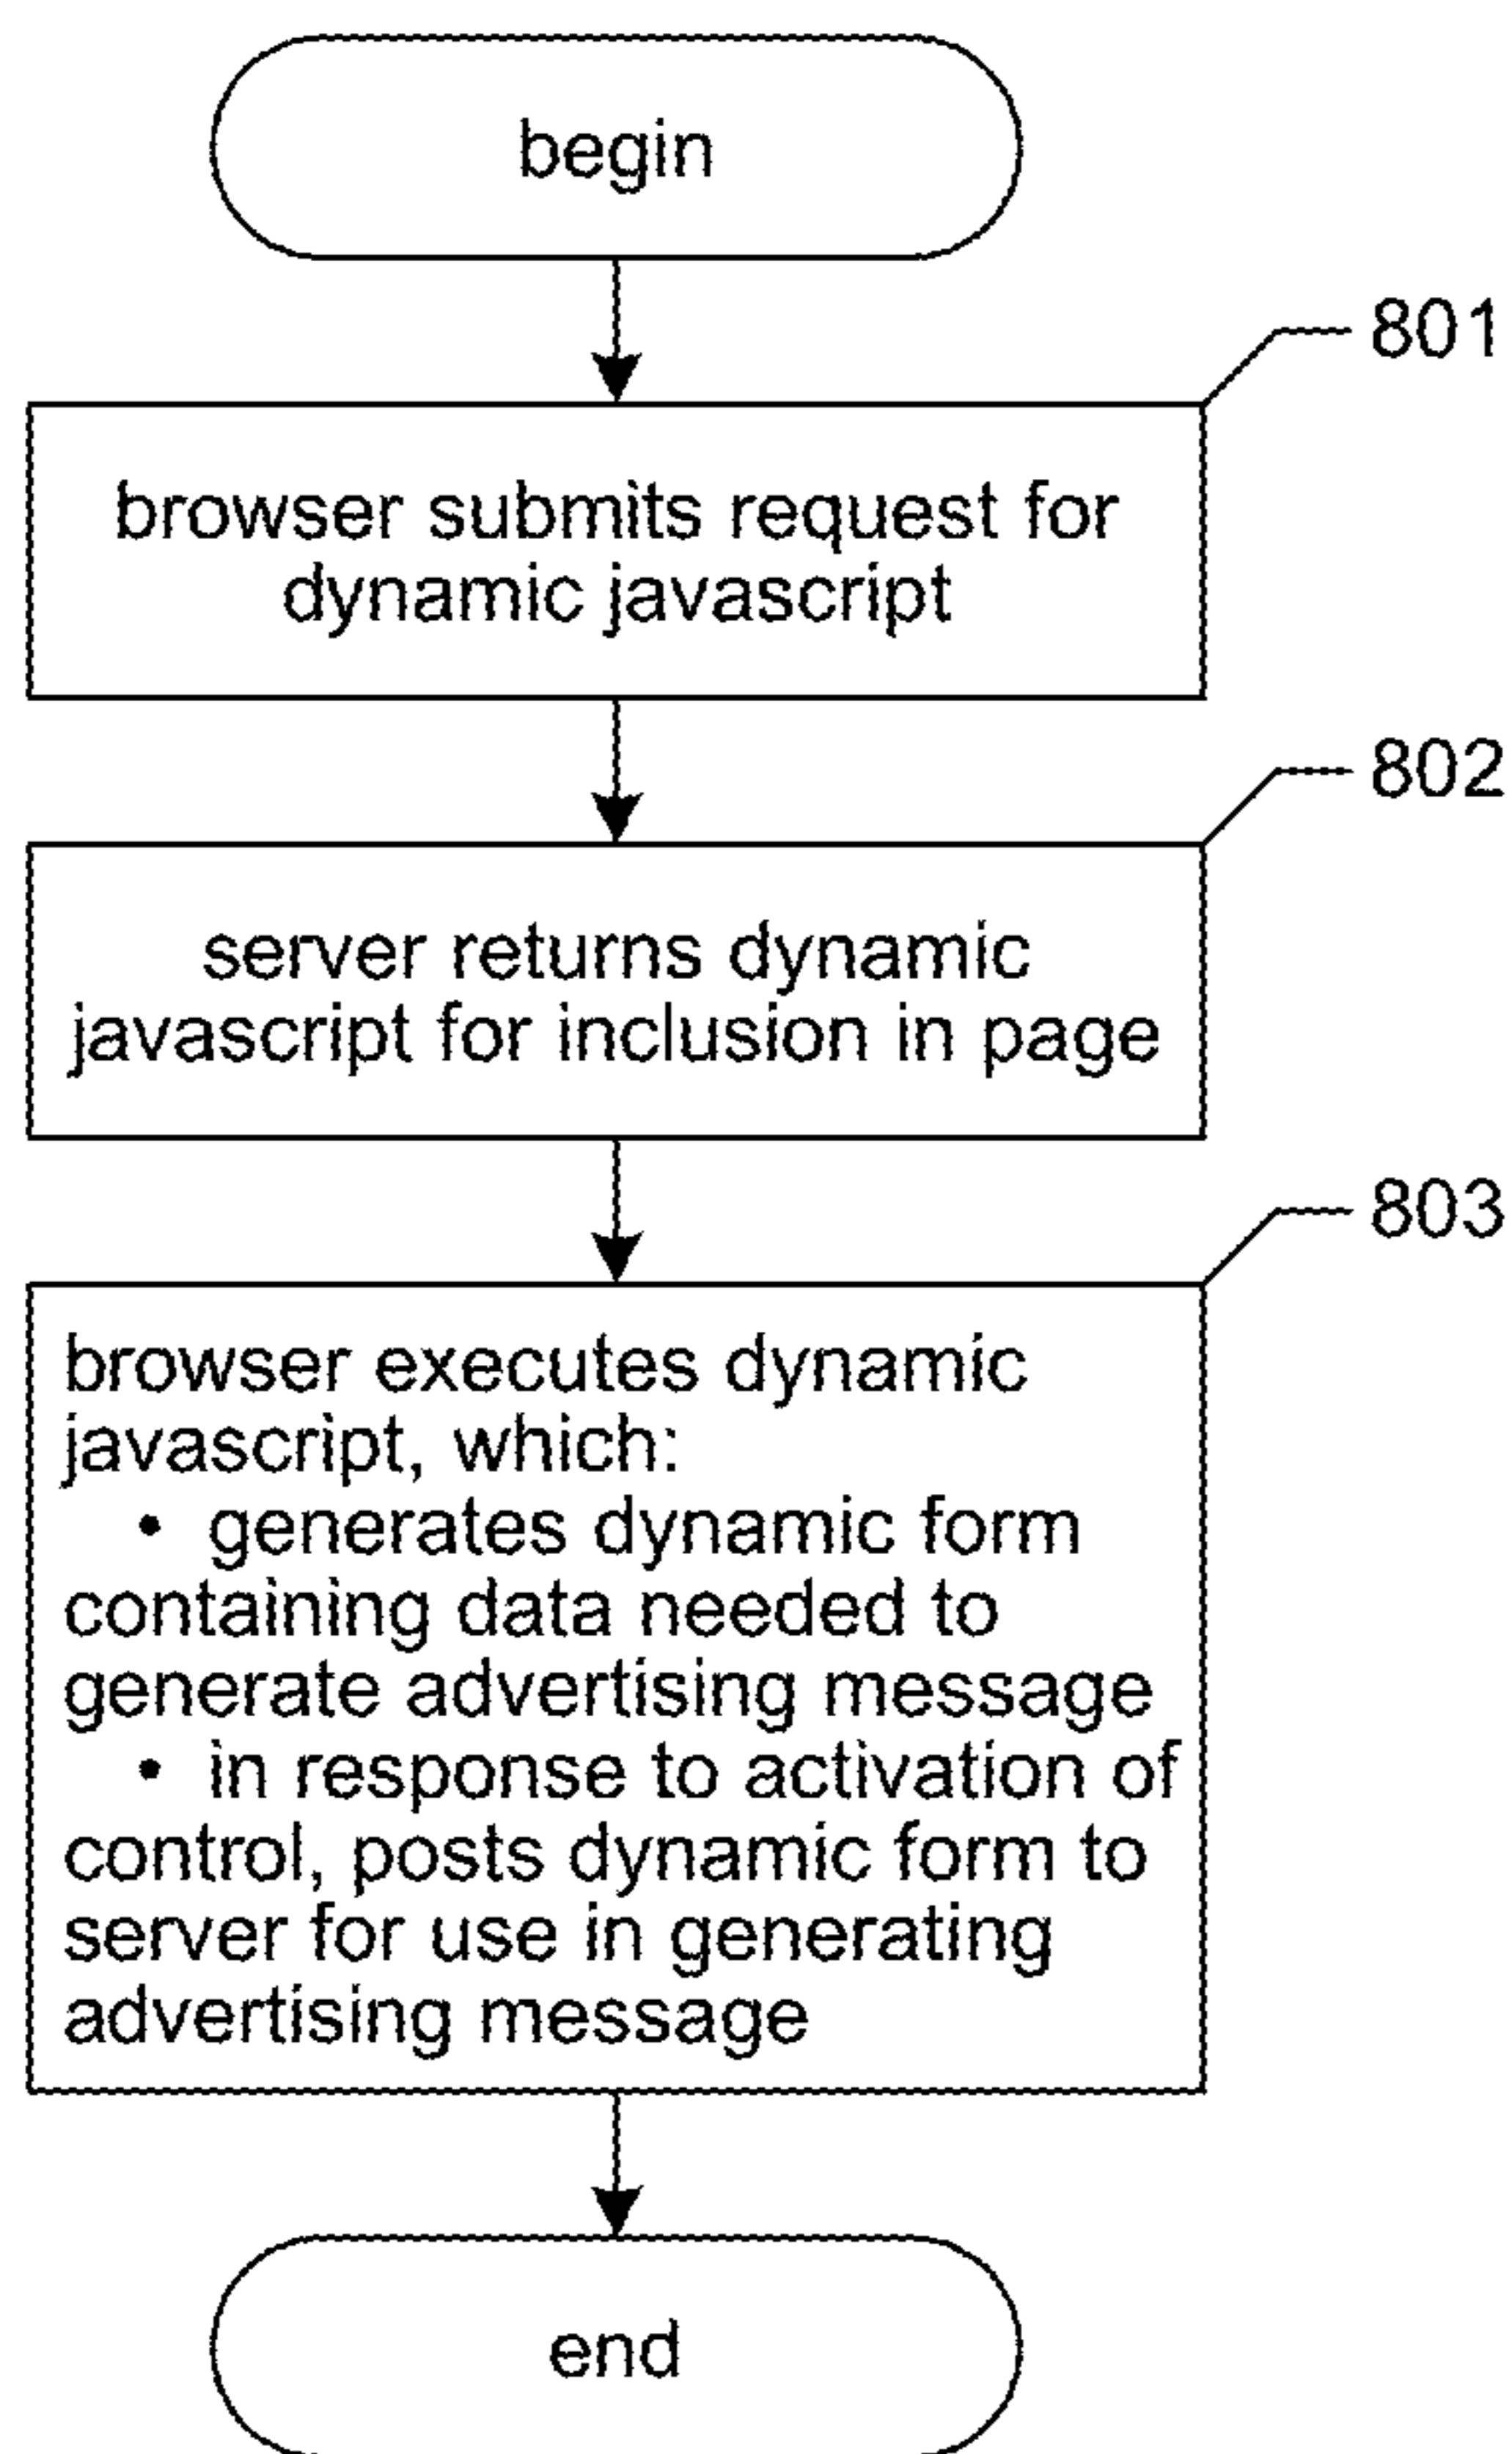 begin
801
browser submits request for
dynamic javascript
802
server returns dynamic
javascript for inclusion in page
803
browser executes dynamic
javascript, which:
• generates dynamic form
containing data needed to
generate advertising message
• in response to activation of
control, posts dynamic form to
server for use in generating
advertising message
end